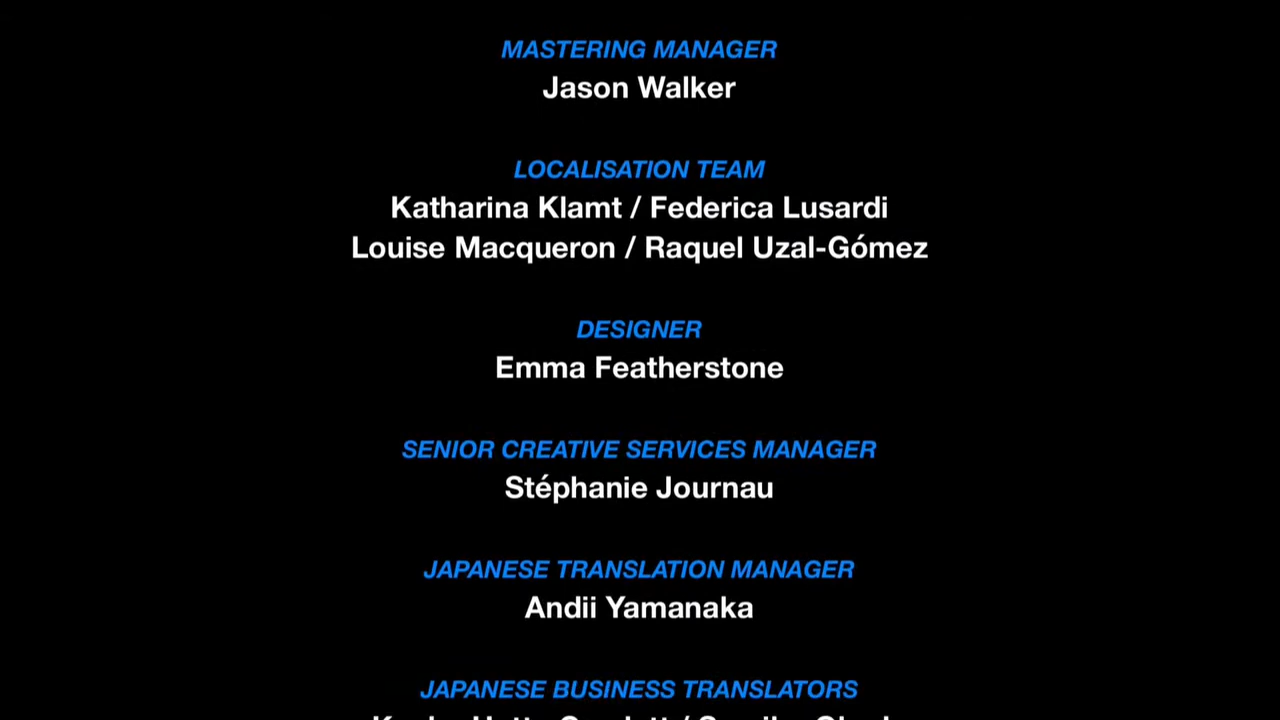 MASTERING MANAGER
Jason Walker
LOCALISATION TEAM
Katharina Klamt / Federica Lusardi
Louise Macqueron / Raquel Uzal-Gómez
DESIGNER
Emma Featherstone
SENIOR CREATIVE SERVICES MANAGER
Stéphanie Journau
JAPANESE TRANSLATION MANAGER
Andii Yamanaka
JAPANESE BUSINESS TRANSLATORS